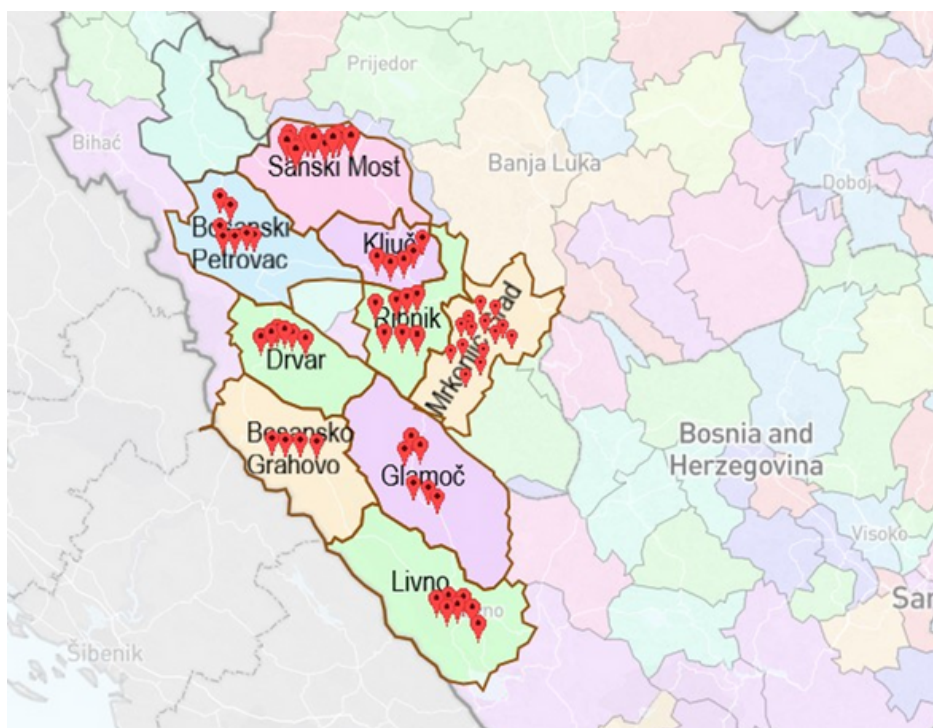 Prijedor
Bihać
Banja Luka
Sanski Most
Doboj
Bosanski
Petrovac
Ključ
Ribnik
Mrkonjić Grad
Drvar
Bosansko
Grahovo
Glamoč
Bosnia and
Herzegovina
Visoko
Livno
Sar
Šibenik